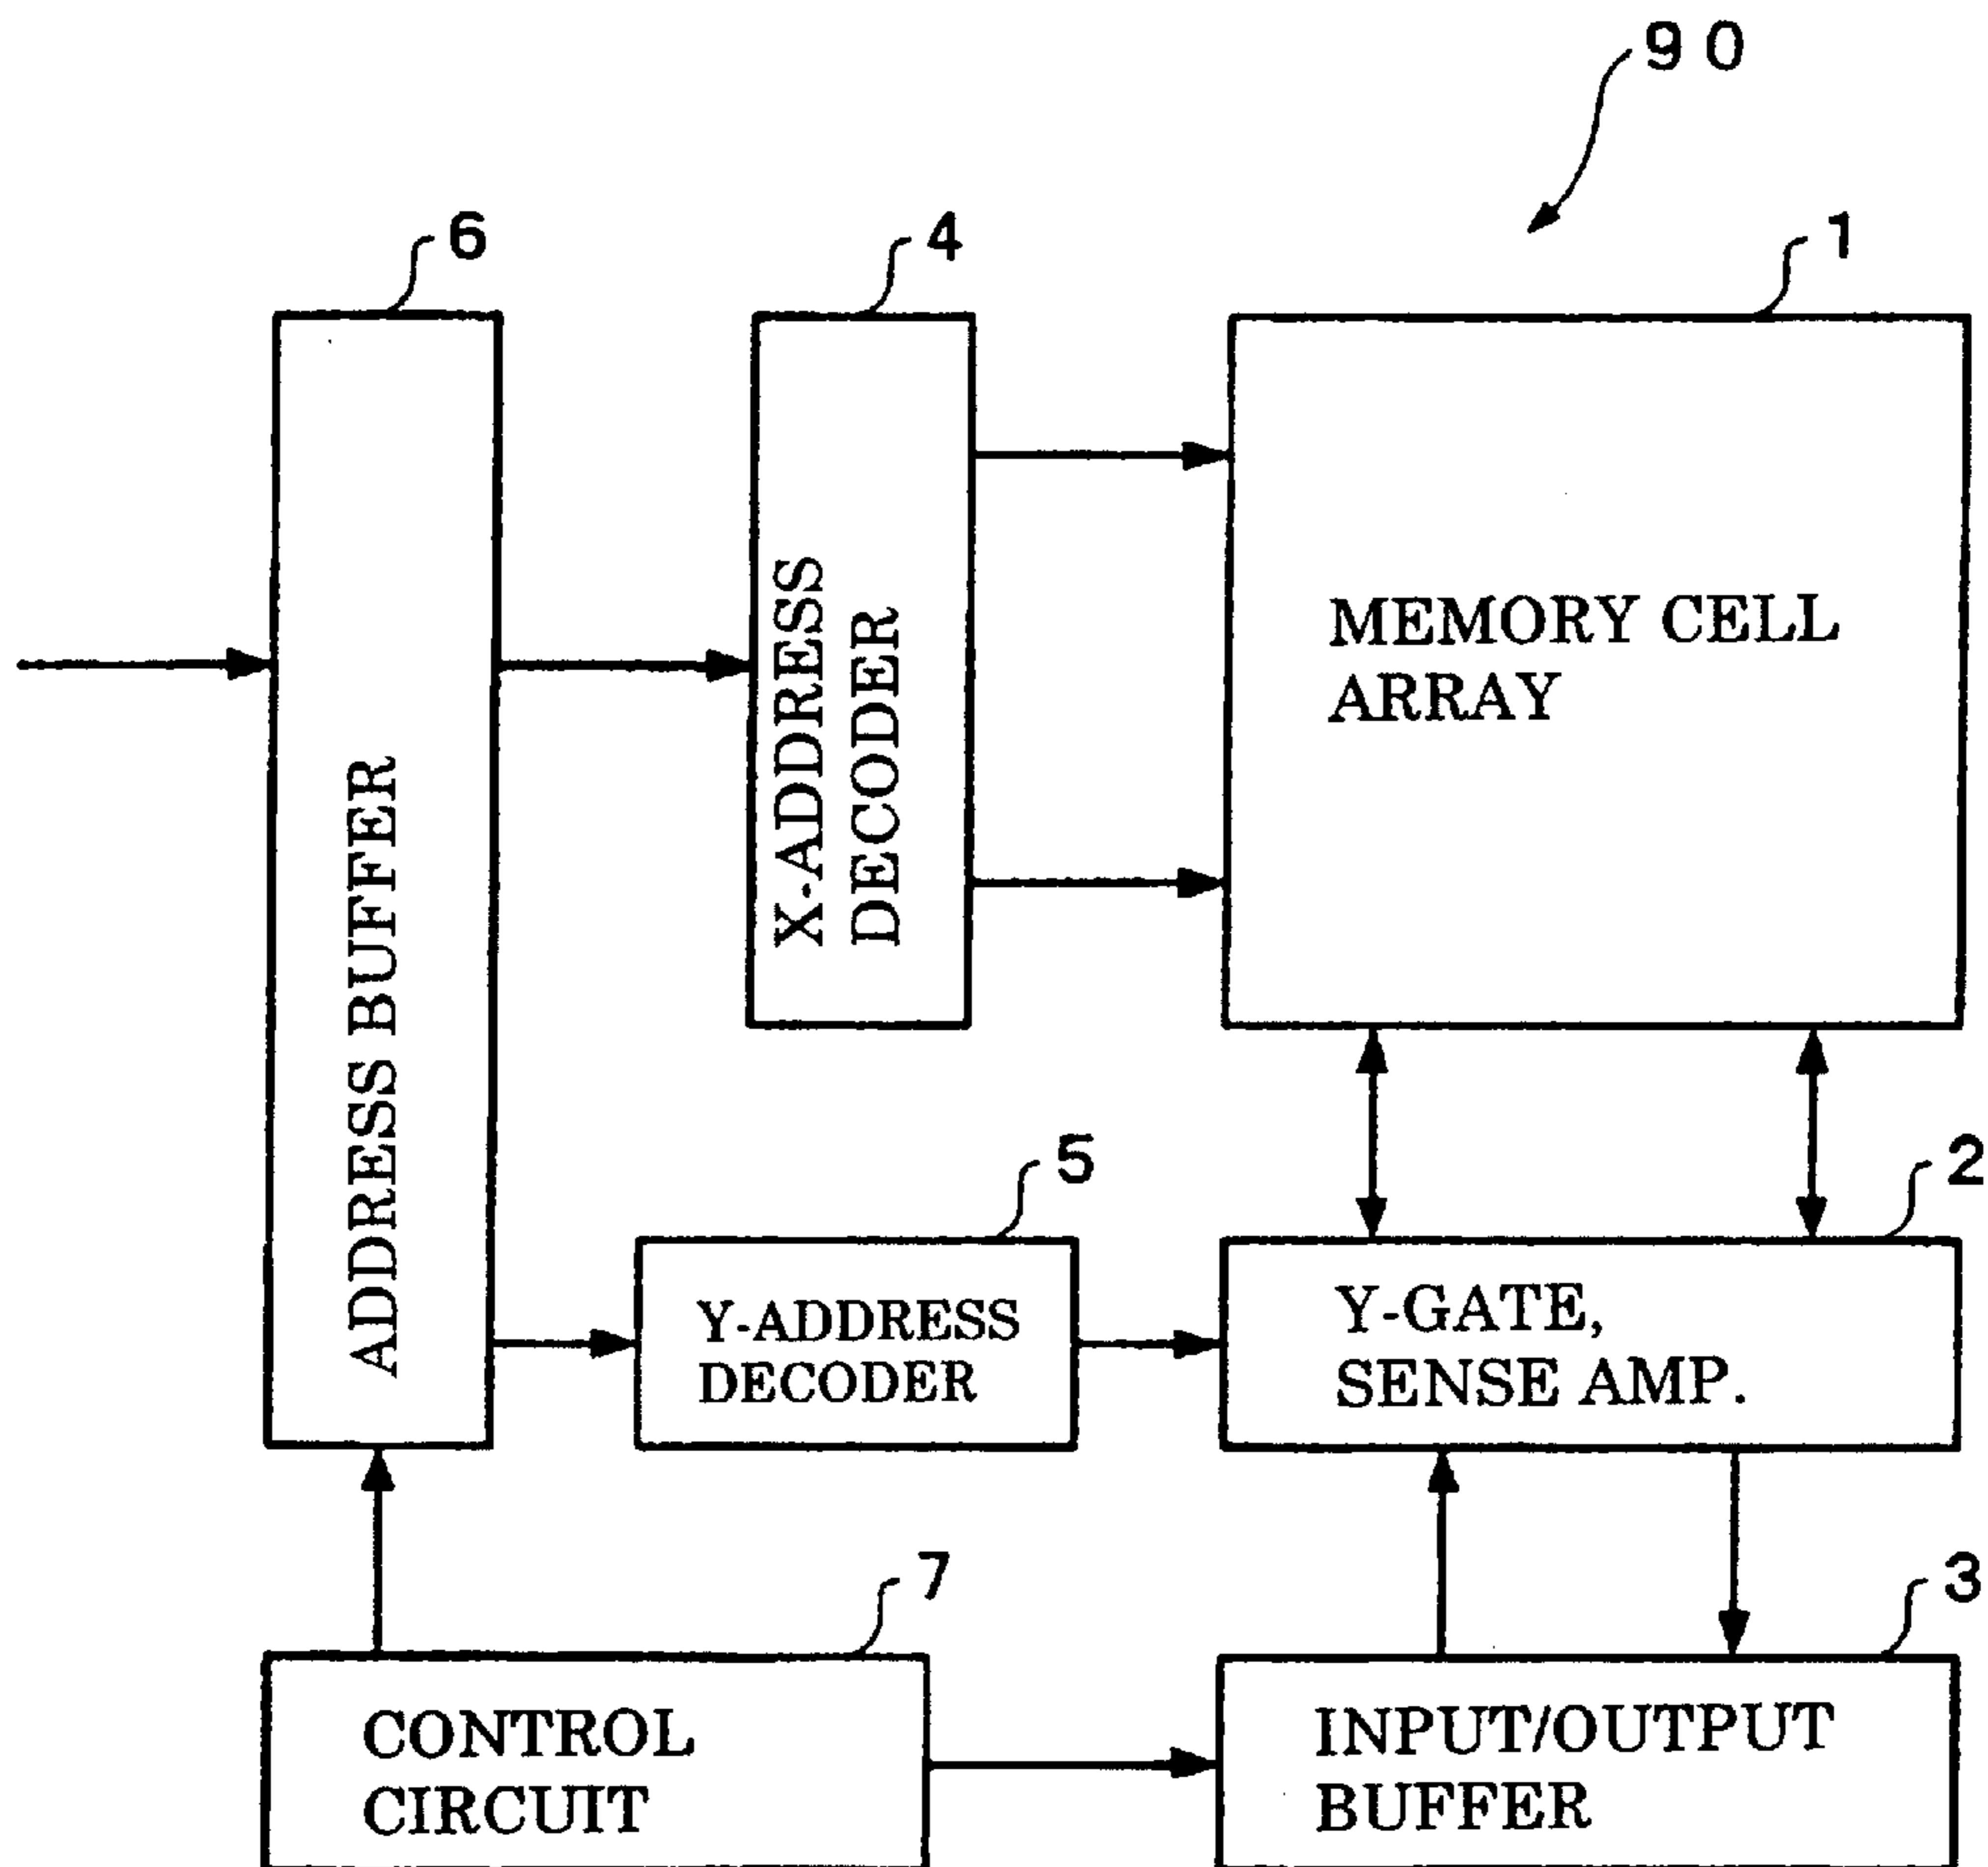 90
6
4
1
ADDRESS BUFFER
X-ADDRESS
DECODER
MEMORY CELL
ARRAY
5
2
Y-ADDRESS
DECODER
Y-GATE,
SENSE AMP.
7
3
CONTROL
CIRCUIT
INPUT/OUTPUT
BUFFER